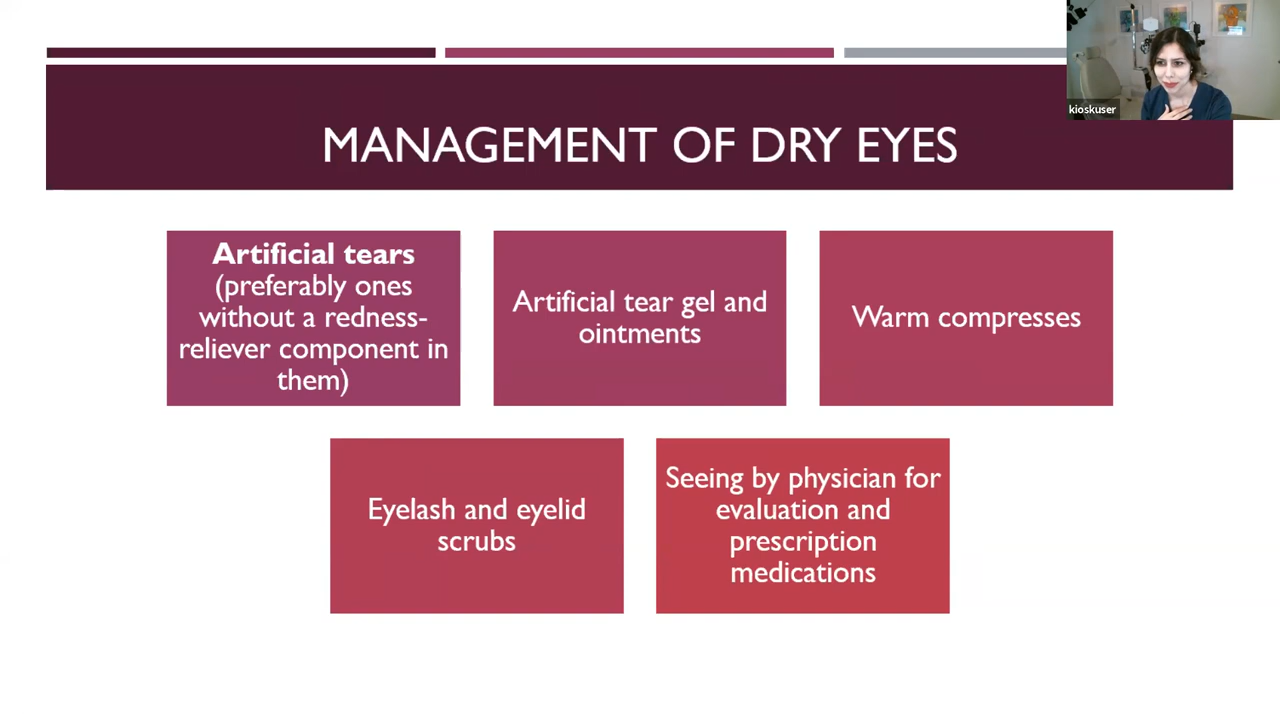 kioskuser
MANAGEMENT OF DRY EYES
Artificial tears
(preferably ones
without a redness-
reliever component in
them)
Artificial tear gel and
ointments
Warm compresses
Eyelash and eyelid
scrubs
Seeing by physician for
evaluation and
prescription
medications